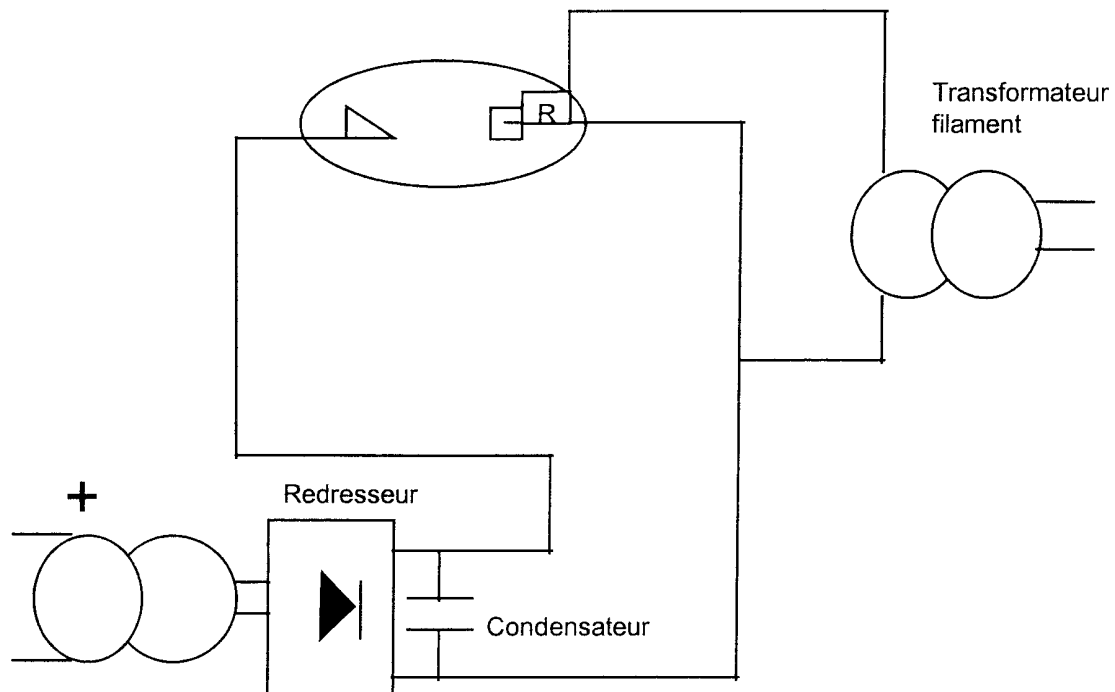 R
Transformateur
filament
+
Redresseur
Condensateur